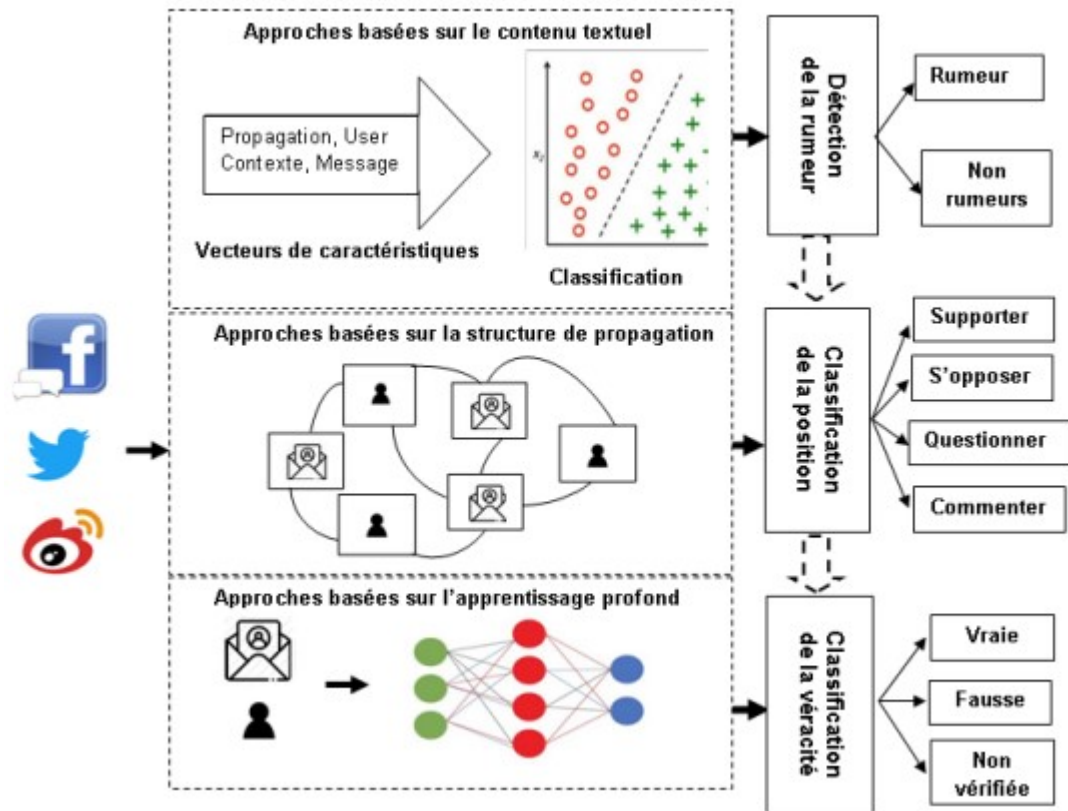 Approches basées sur le contenu textuel
Propagation, User
Contexte, Message
Vecteurs de caractéristiques
x₂
Classification
Détection
de la rumeur
Rumeur
Non
rumeurs
Approches basées sur la structure de propagation
Classification
de la position
Supporter
S'opposer
Questionner
Commenter
Approches basées sur l'apprentissage profond
Classification
de la véracité
Vraie
Fausse
Non
vérifiée